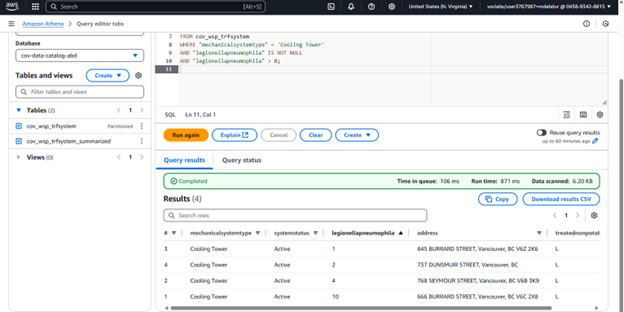 aws
Search
[Alt+S]
United States (N. Virginia)
Amazon Athena > Query editor tabs
Database
cov-data-catalog-abd
Tables and views
Create
Filter tables and views
Tables (2)
< 1 >
cov_wsp_trfsystem
Partitioned
cov_wsp_trfsystem_summarized
Views (0)
< 1 >
7 FROM cov_wsp_trfsystem
8 WHERE "mechanicalsystemtype" = 'Cooling Tower'
9 AND "legionellapneumophila" IS NOT NULL
10 AND "legionellapneumophila" > 0;
11
SQL Ln 11, Col 1
Run again
Explain
Cancel
Clear
Create
Reuse query results
up to 60 minutes ago
Query results
Query status
Completed
Time in queue: 106 ms
Run time: 871 ms
Data scanned: 6.20 KB
Results (4)
Copy
Download results CSV
Search rows
< 1 >
# mechanicalsystemtype systemstatus legionellapneumophila address treatednonpotabl
3 Cooling Tower Active 1 845 BURRARD STREET, Vancouver, BC V6Z 2K6 L
4 Cooling Tower Active 2 737 DUNSMUIR STREET, Vancouver, BC L
2 Cooling Tower Active 4 768 SEYMOUR STREET, Vancouver, BC V6B 3K9 L
1 Cooling Tower Active 10 666 BURRARD STREET, Vancouver, BC V6C 2X8 L